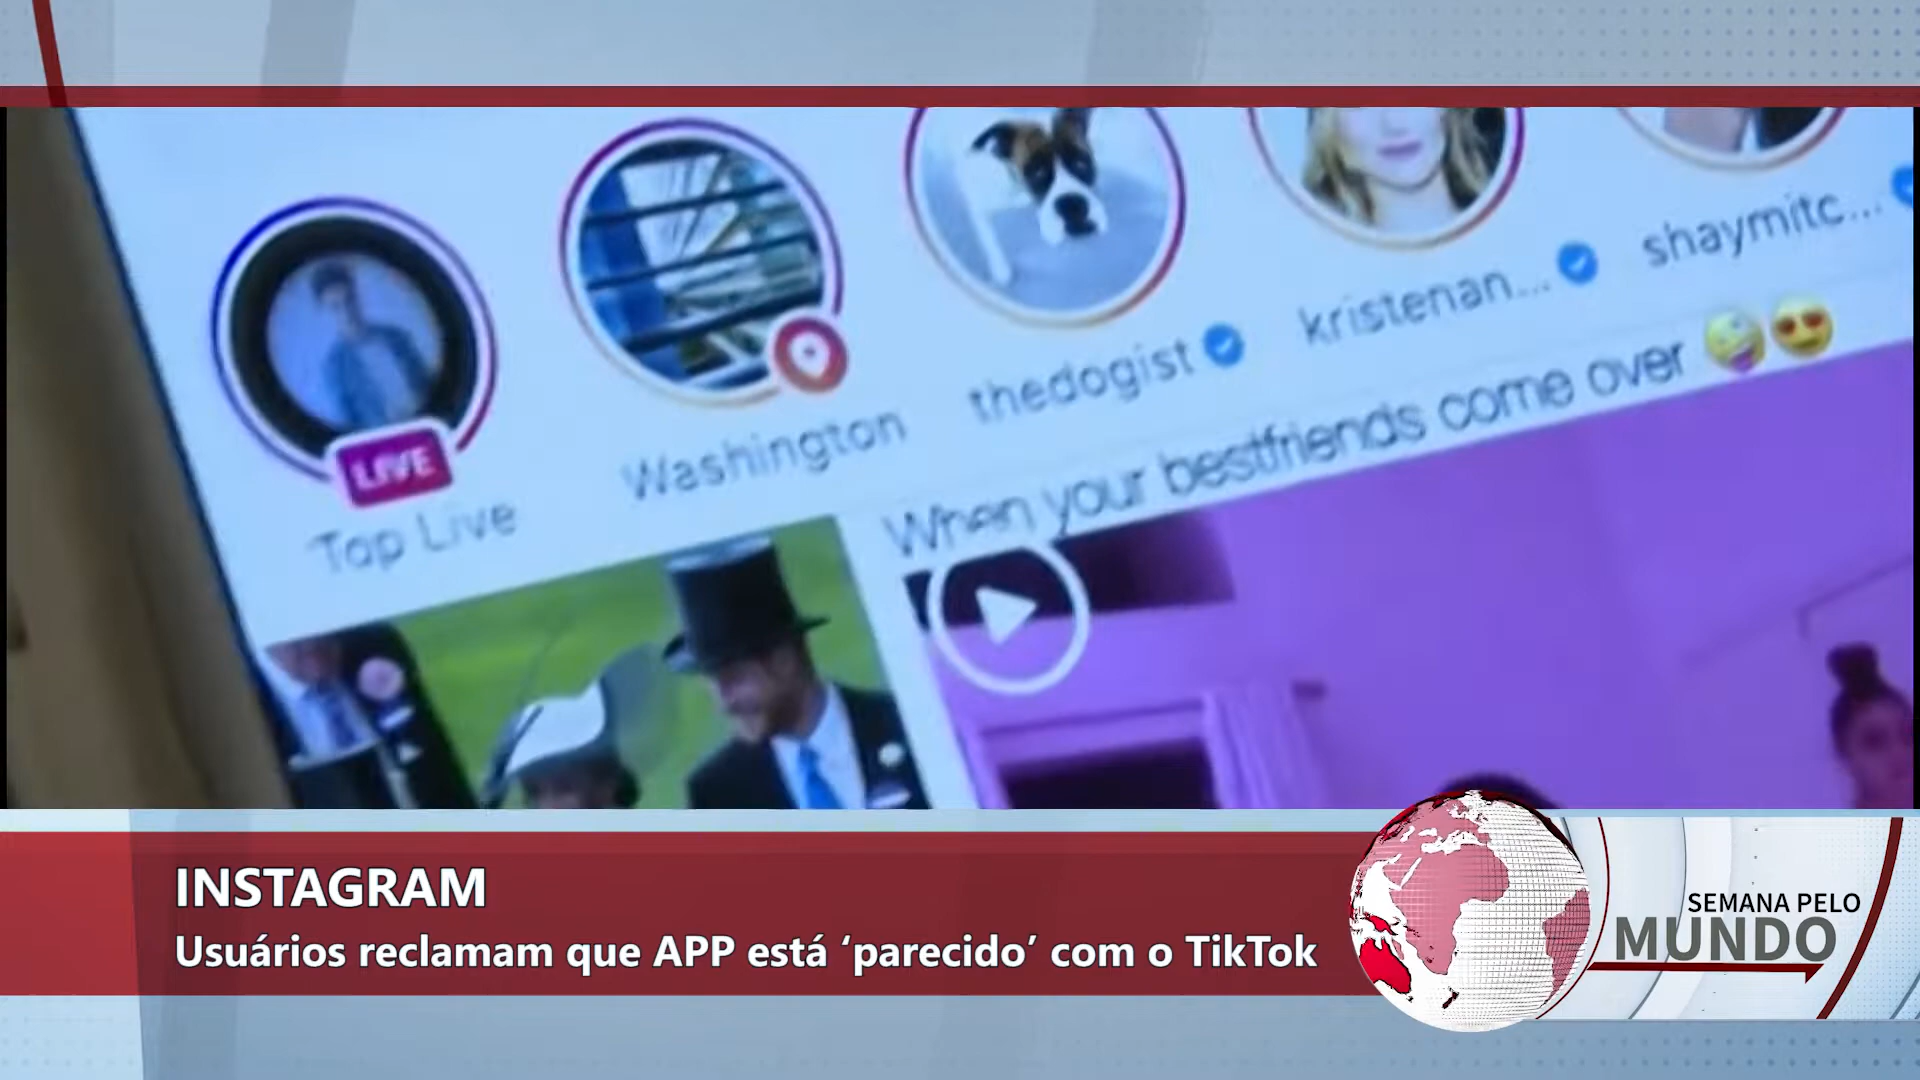 shaymitc...
kristenan...
thedogist
Washington
LIVE
Top Live
When your bestfriends come over 🤪😍
INSTAGRAM
Usuários reclamam que APP está ‘parecido’ com o TikTok
SEMANA PELO
MUNDO